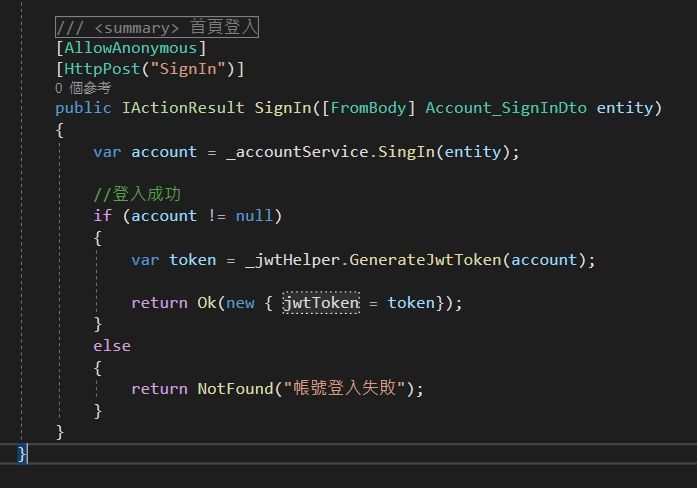 /// <summary> 首頁登入
[AllowAnonymous]
[HttpPost("SignIn")]
0 個參考
public IActionResult SignIn([FromBody] Account_SignInDto entity)
{
var account = _accountService.SingIn(entity);
//登入成功
if (account != null)
{
var token = _jwtHelper.GenerateJwtToken(account);
return Ok(new { jwtToken = token});
}
else
{
return NotFound("帳號登入失敗");
}
}
}